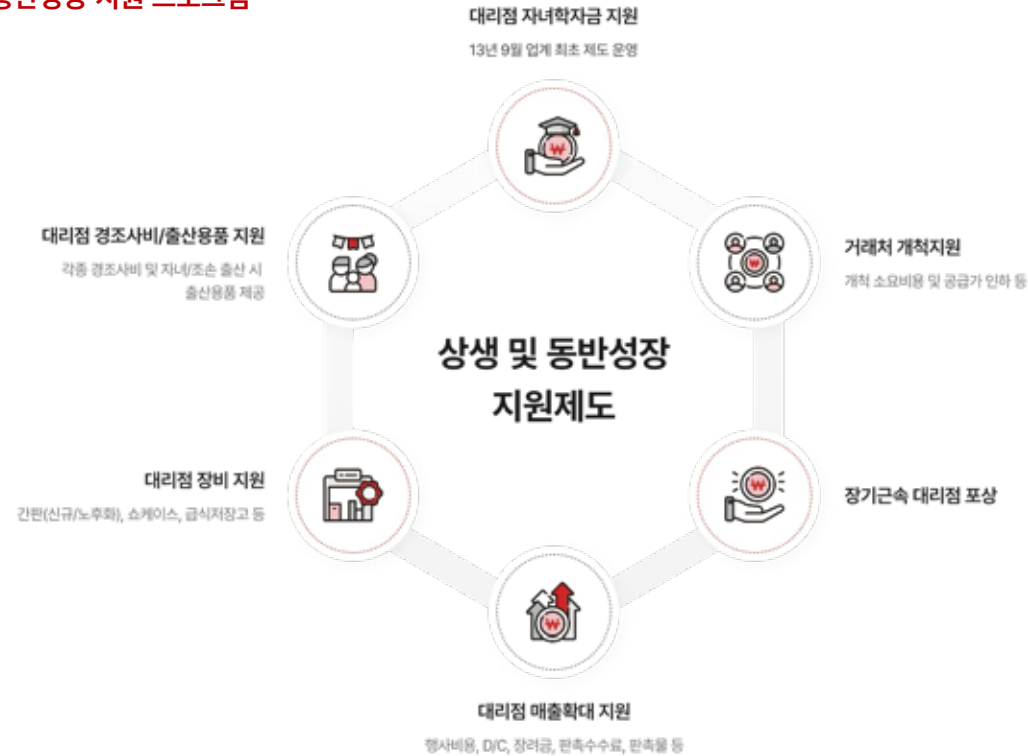 대리점 자녀학자금 지원
13년 9월 업계 최초 제도 운영
대리점 경조사비/출산용품 지원
각종 경조사비 및 자녀/조손 출산 시
출산용품 제공
거래처 개척지원
개척 소요비용 및 공급가 인하 등
상생 및 동반성장
지원제도
대리점 장비 지원
간판(신규/노후화), 쇼케이스, 급식저장고 등
장기근속 대리점 포상
대리점 매출확대 지원
행사비용, D/C, 장려금, 판촉수수료, 판촉물 등